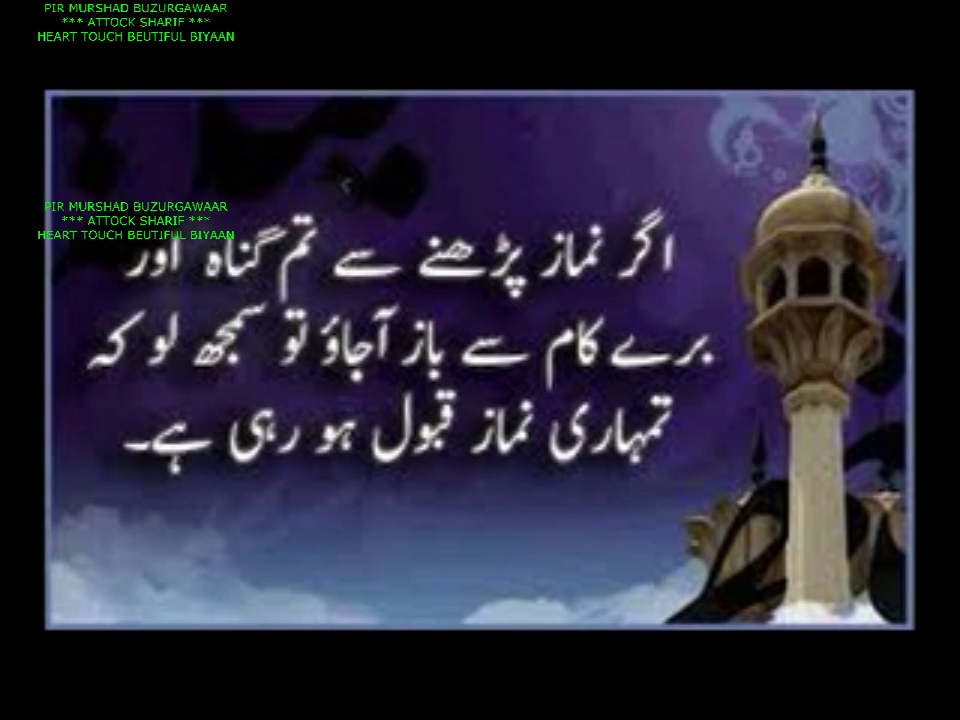 PIR MURSHAD BUZURGAWAAR
*** ATTOCK SHARIF ***
HEART TOUCH BEUTIFUL BIYAAN
PIR MURSHAD BUZURGAWAAR
*** ATTOCK SHARIF ***
HEART TOUCH BEUTIFUL BIYAAN
اگر نماز پڑھنے سے تم گناہ اور
برے کام سے باز آجاؤ تو سمجھ لو کہ
تمہاری نماز قبول ہو رہی ہے۔